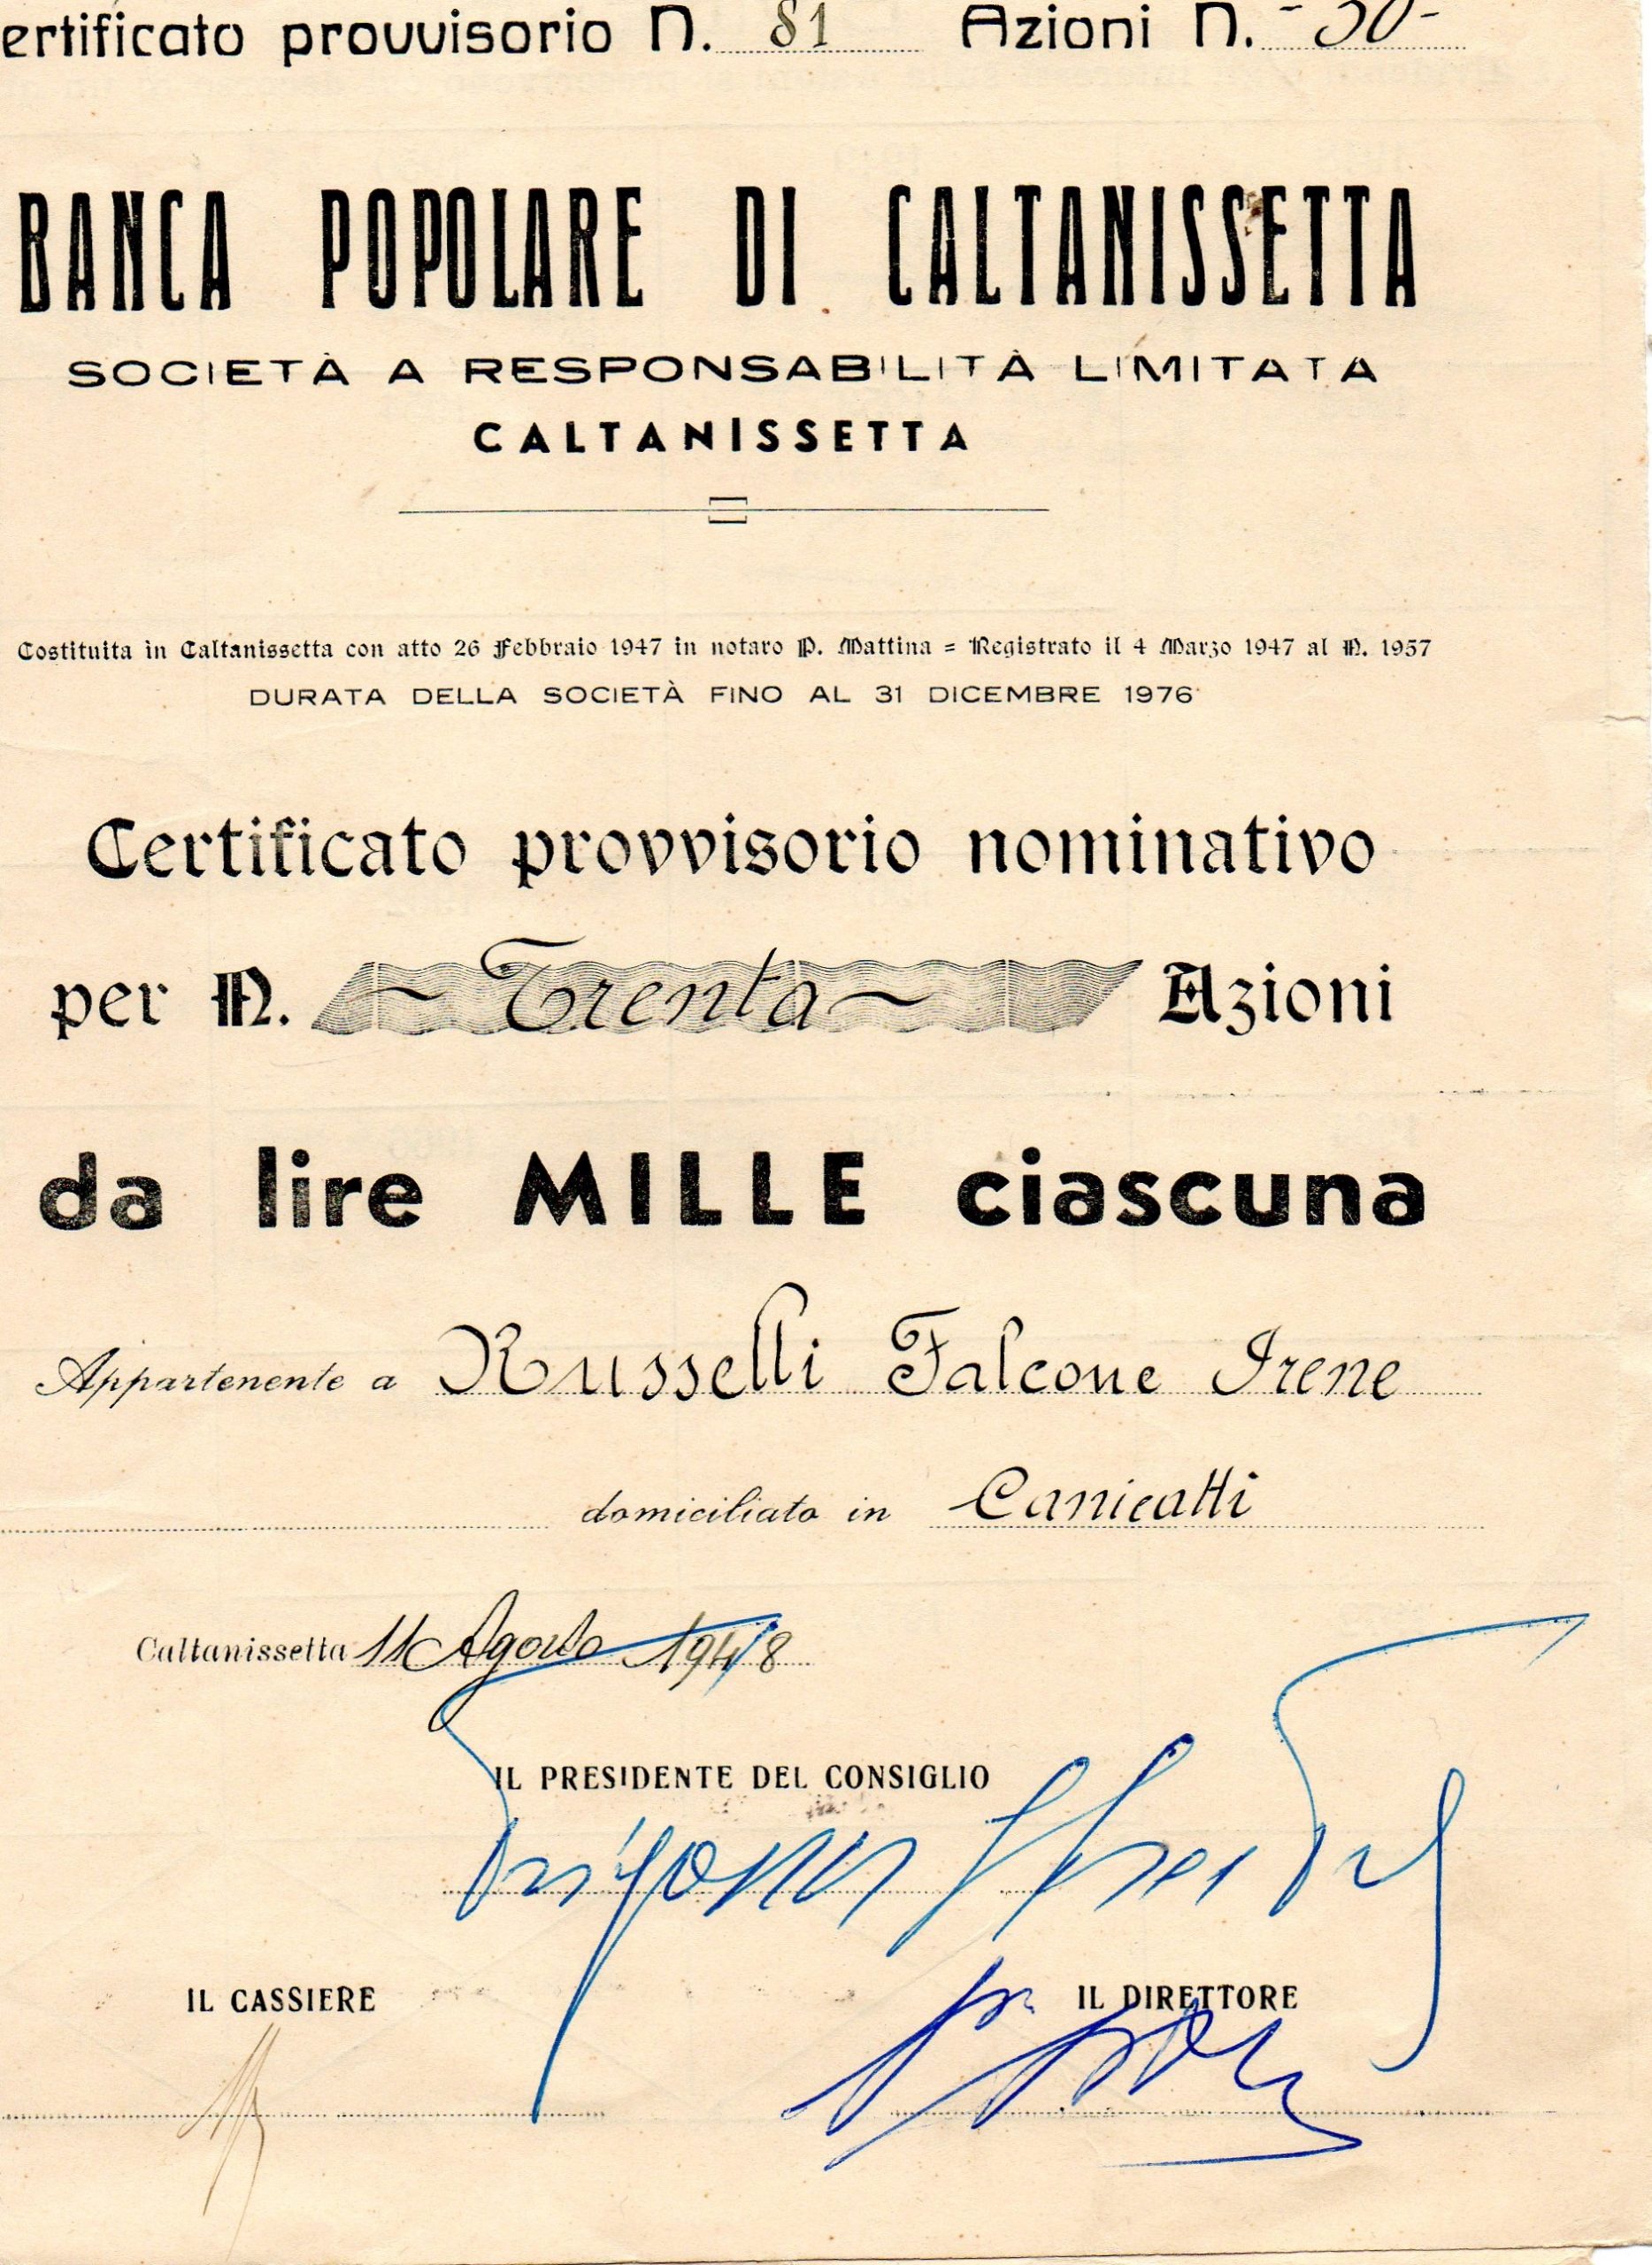 ertificato provvisorio N. 81 Azioni N. - 30 -
BANCA POPOLARE DI CALTANISSETTA
SOCIETÀ A RESPONSABILITÀ LIMITATA
CALTANISSETTA
Costituita in Caltanissetta con atto 26 Febbraio 1947 in notaro P. Mattina = Registrato il 4 Marzo 1947 al N. 1957
DURATA DELLA SOCIETÀ FINO AL 31 DICEMBRE 1976
Certificato provvisorio nominativo
per N. ~ Trenta ~ Azioni
da lire MILLE ciascuna
Appartenente a Russelli Falcone Irene
domiciliato in Canicatti
Caltanissetta 11 Agosto 1948
IL PRESIDENTE DEL CONSIGLIO
IL CASSIERE IL DIRETTORE